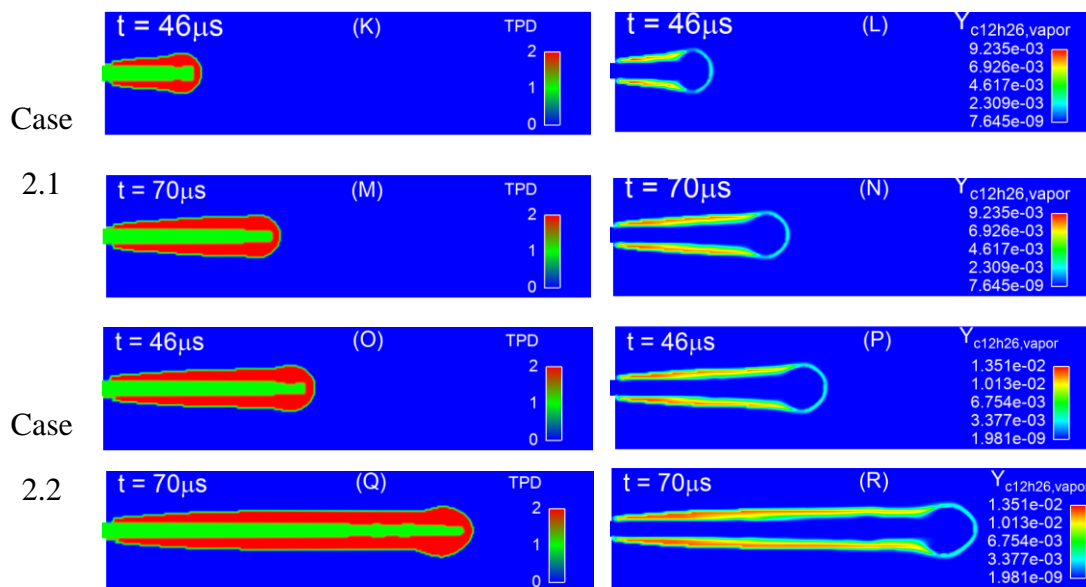 t = 46μs (K) TPD
2
1
0
t = 46μs (L) Y c12h26,vapor
9.235e-03
6.926e-03
4.617e-03
2.309e-03
7.645e-09
Case
2.1
t = 70μs (M) TPD
2
1
0
t = 70μs (N) Y c12h26,vapor
9.235e-03
6.926e-03
4.617e-03
2.309e-03
7.645e-09
t = 46μs (O) TPD
2
1
0
t = 46μs (P) Y c12h26,vapor
1.351e-02
1.013e-02
6.754e-03
3.377e-03
1.981e-09
Case
2.2
t = 70μs (Q) TPD
2
1
0
t = 70μs (R) Y c12h26,vapor
1.351e-02
1.013e-02
6.754e-03
3.377e-03
1.981e-09